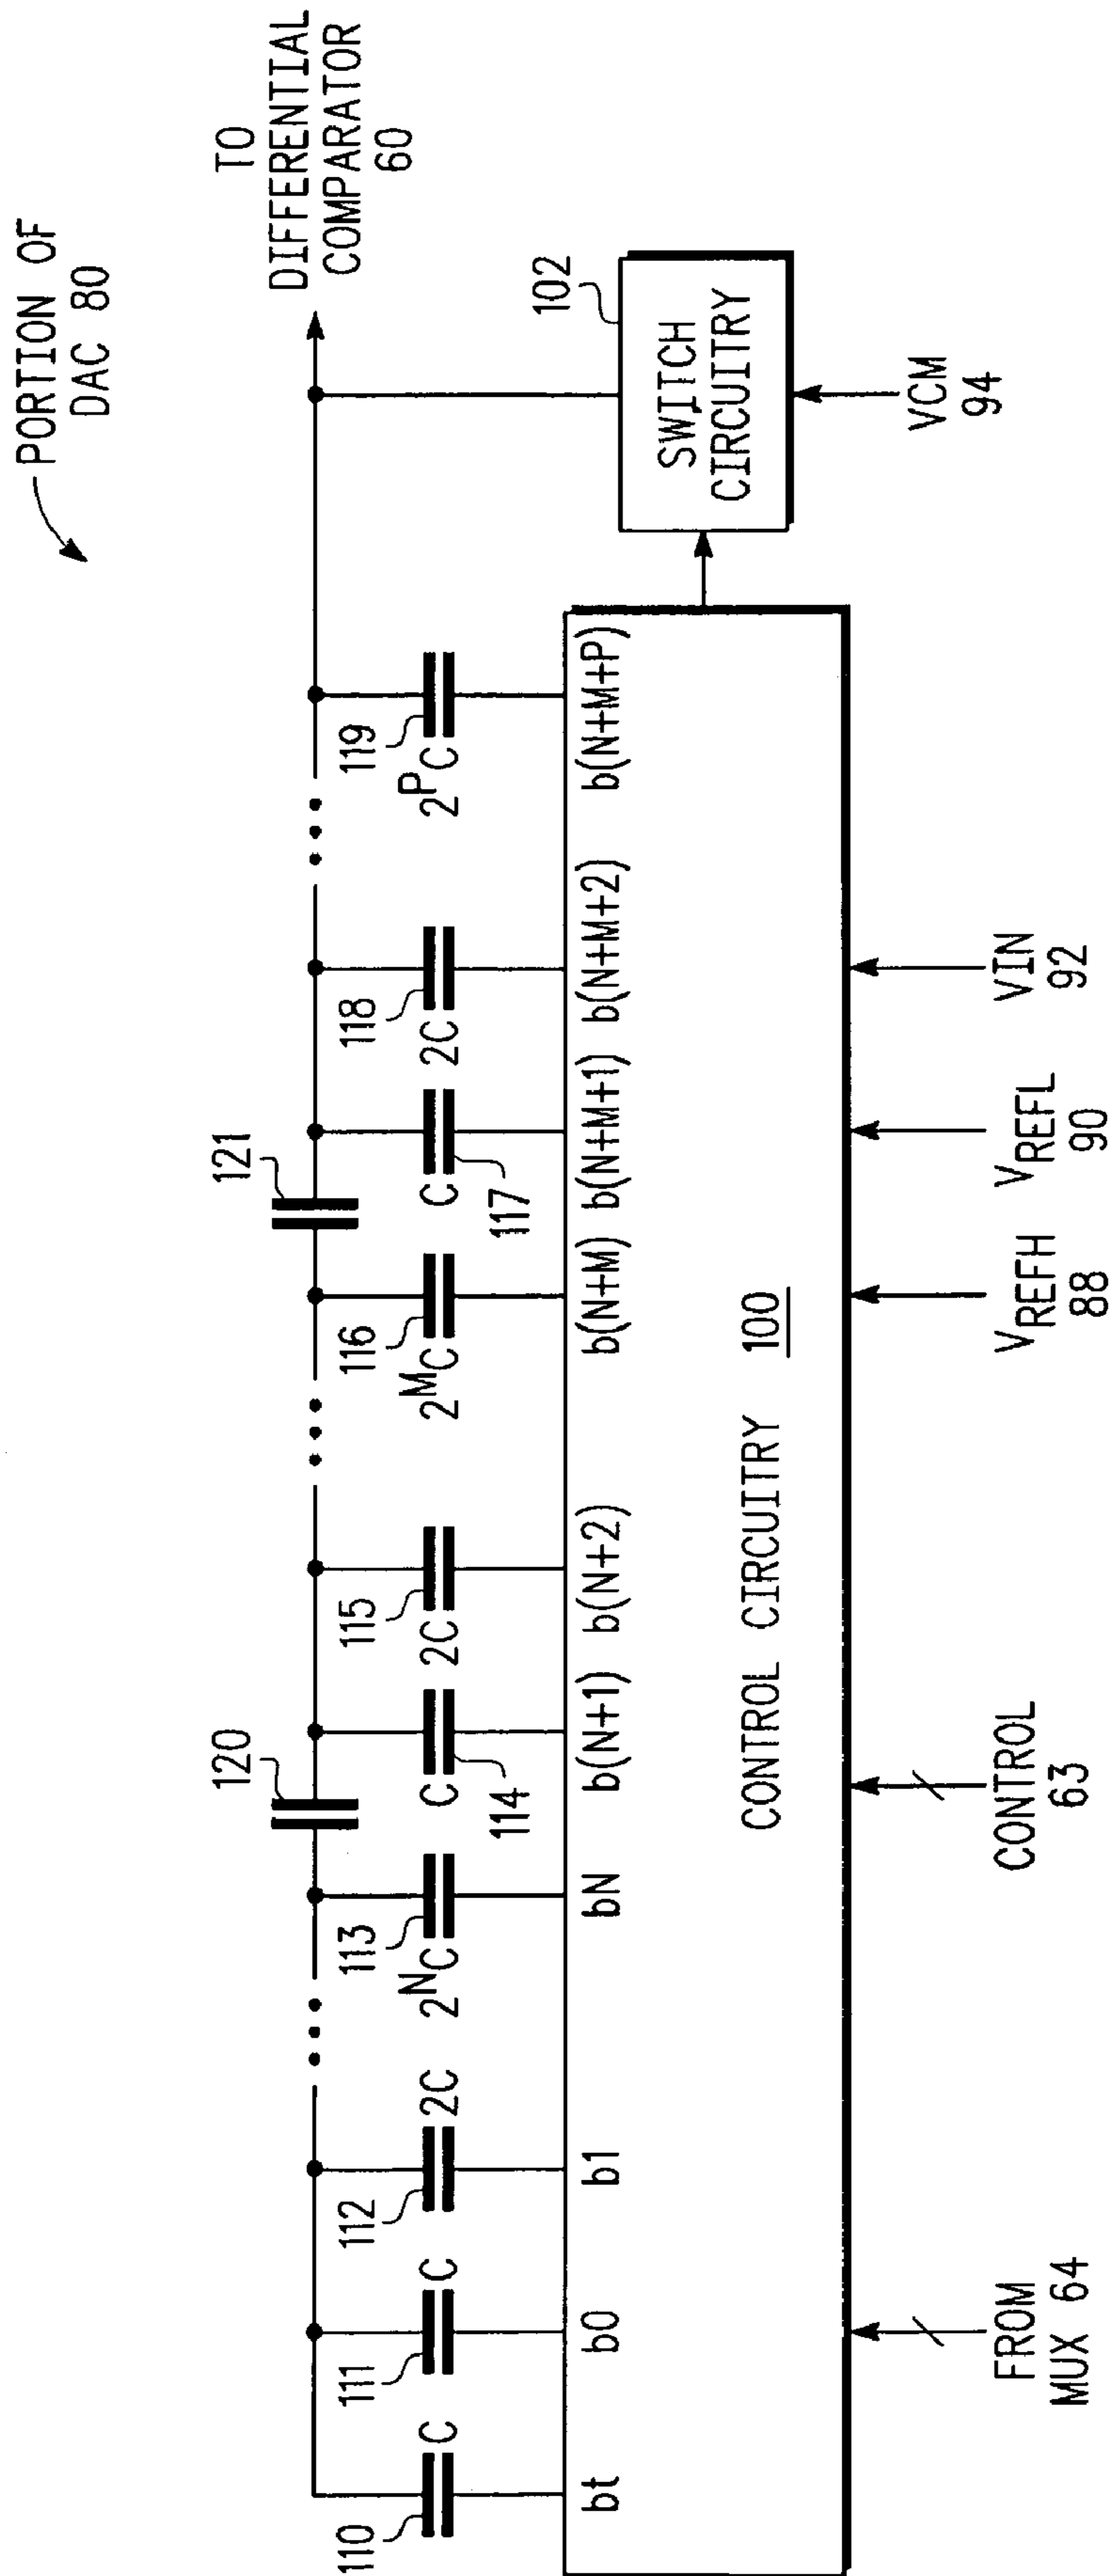 PORTION OF
DAC 80
TO
DIFFERENTIAL
COMPARATOR
60
120
121
110
C
111
C
112
2C
113
2^N C
C
114
115
2C
116
2^M C
C
117
118
2C
119
2^P C
102
SWITCH
CIRCUITRY
VCM
94
bt
b0
b1
bN
b(N+1)
b(N+2)
b(N+M)
b(N+M+1)
b(N+M+2)
b(N+M+P)
CONTROL CIRCUITRY 100
FROM
MUX 64
CONTROL
63
VREFH
88
VREFL
90
VIN
92